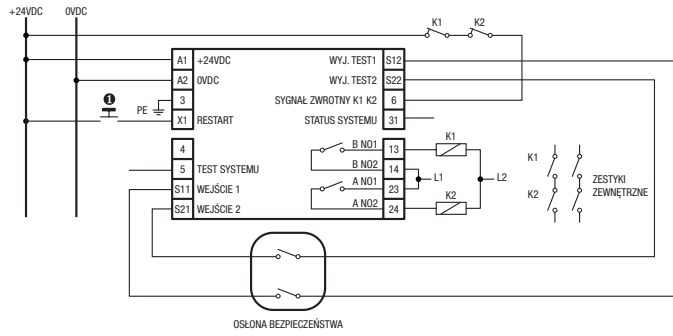 +24VDC 0VDC
K1 K2
A1 +24VDC WYJ. TEST1 S12
A2 0VDC WYJ. TEST2 S22
3 SYGNAŁ ZWROTNY K1 K2 6
1 PE
X1 RESTART STATUS SYSTEMU 31
4 B NO1 13 K1
5 TEST SYSTEMU B NO2 14
L1 L2
S11 WEJŚCIE 1 A NO1 23
S21 WEJŚCIE 2 A NO2 24 K2
K1
K2
ZESTYKI
ZEWNĘTRZNE
OSŁONA BEZPIECZEŃSTWA